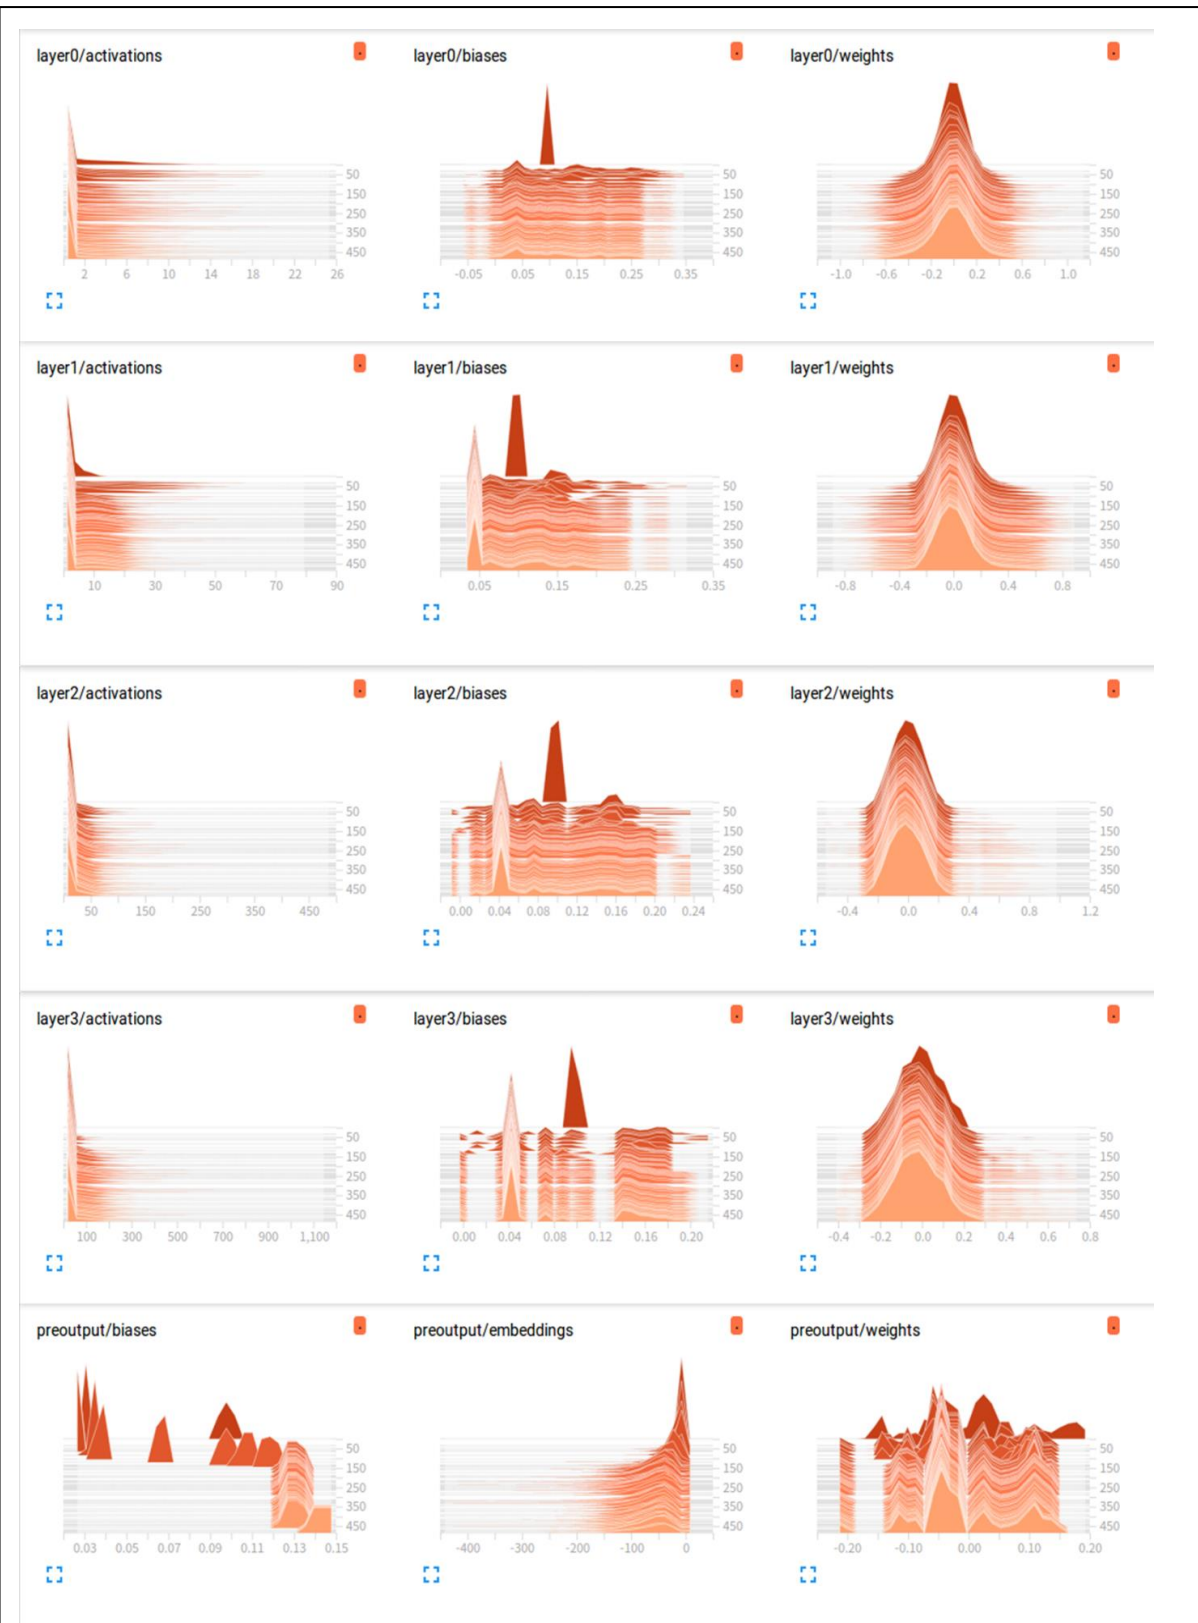 layer0/activations layer0/biases layer0/weights
50 50 50
150 150 150
250 250 250
350 350 350
450 450 450
2 6 10 14 18 22 26 -0.05 0.05 0.15 0.25 0.35 -1.0 -0.6 -0.2 0.2 0.6 1.0
layer1/activations layer1/biases layer1/weights
50 50 50
150 150 150
250 250 250
350 350 350
450 450 450
10 30 50 70 90 0.05 0.15 0.25 0.35 -0.8 -0.4 0.0 0.4 0.8
layer2/activations layer2/biases layer2/weights
50 50 50
150 150 150
250 250 250
350 350 350
450 450 450
50 150 250 350 450 0.00 0.04 0.08 0.12 0.16 0.20 0.24 -0.4 0.0 0.4 0.8 1.2
layer3/activations layer3/biases layer3/weights
50 50 50
150 150 150
250 250 250
350 350 350
450 450 450
100 300 500 700 900 1,100 0.00 0.04 0.08 0.12 0.16 0.20 -0.4 -0.2 0.0 0.2 0.4 0.6 0.8
preoutput/biases preoutput/embeddings preoutput/weights
50 50 50
150 150 150
250 250 250
350 350 350
450 450 450
0.03 0.05 0.07 0.09 0.11 0.13 0.15 -400 -300 -200 -100 0 -0.20 -0.10 0.00 0.10 0.20